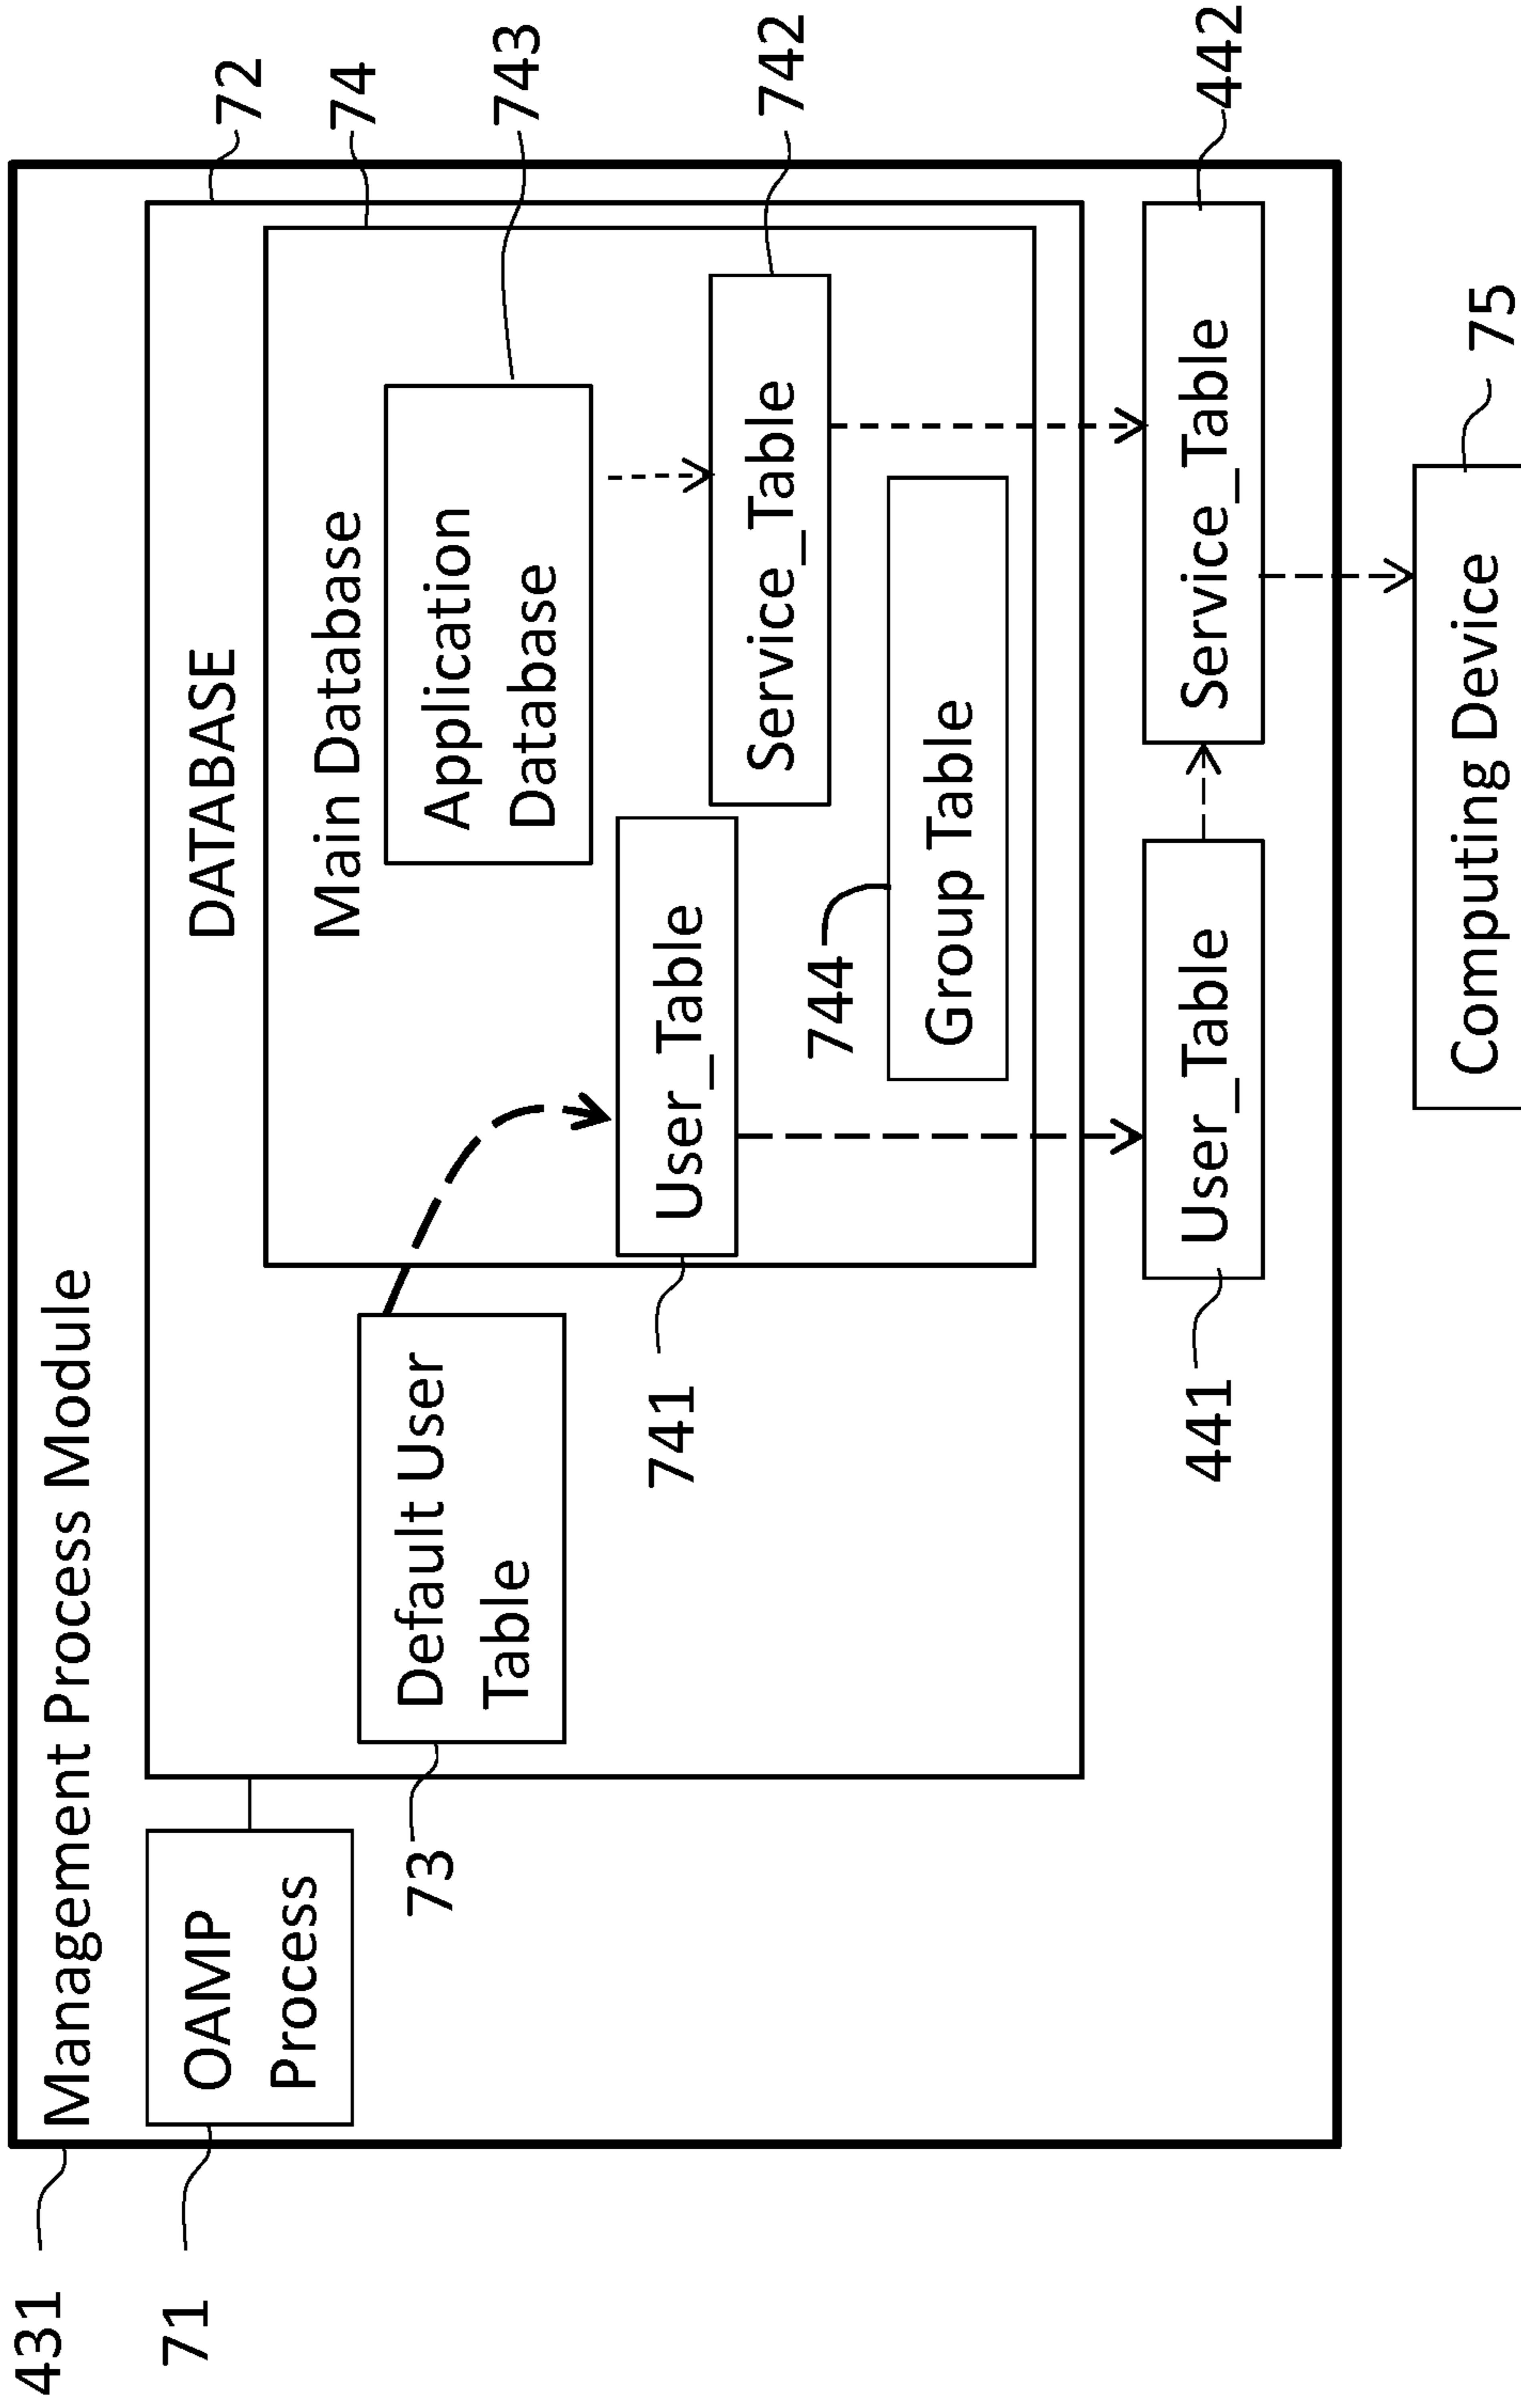 431
Management Process Module
71
OAMP
Process
DATABASE
72
Main Database
74
73
Default User
Table
Application
Database
743
741
User_Table
Service_Table
742
744
Group Table
441
User_Table
Service_Table
442
Computing Device
75